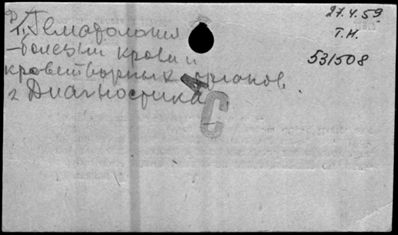 1. Гематология
- болезни крови и
кроветворных органов.
2 Диагностика
С
27.4.59
Т.Н.
531508